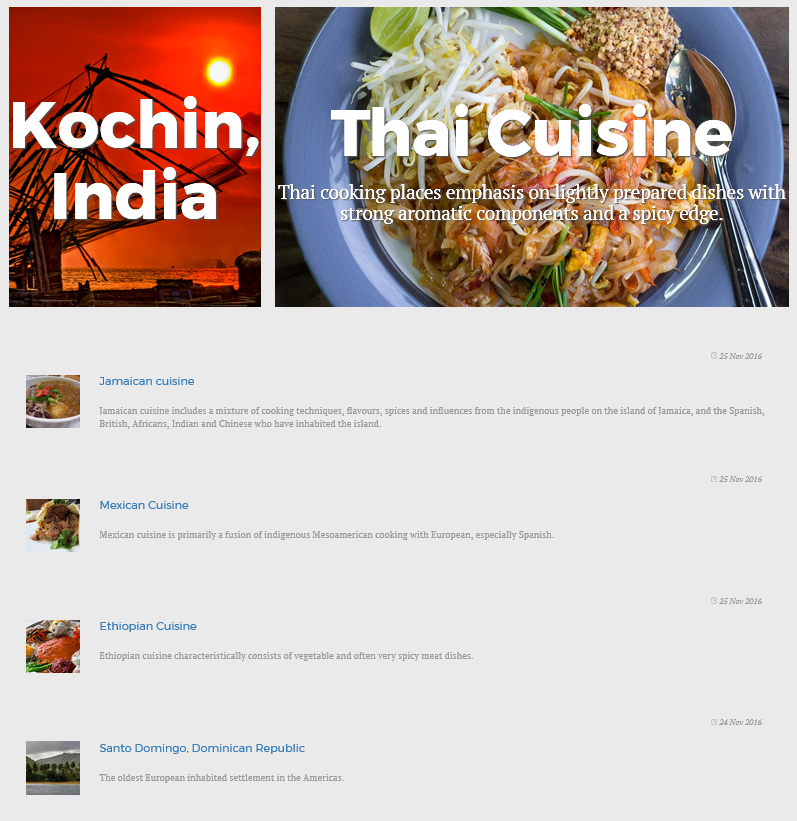 Kochin,
India
Thai Cuisine
Thai cooking places emphasis on lightly prepared dishes with
strong aromatic components and a spicy edge.
25 Nov 2016
Jamaican cuisine
Jamaican cuisine includes a mixture of cooking techniques, flavours, spices and influences from the indigenous people on the island of Jamaica, and the Spanish,
British, Africans, Indian and Chinese who have inhabited the island.
25 Nov 2016
Mexican Cuisine
Mexican cuisine is primarily a fusion of indigenous Mesoamerican cooking with European, especially Spanish.
25 Nov 2016
Ethiopian Cuisine
Ethiopian cuisine characteristically consists of vegetable and often very spicy meat dishes.
24 Nov 2016
Santo Domingo, Dominican Republic
The oldest European inhabited settlement in the Americas.